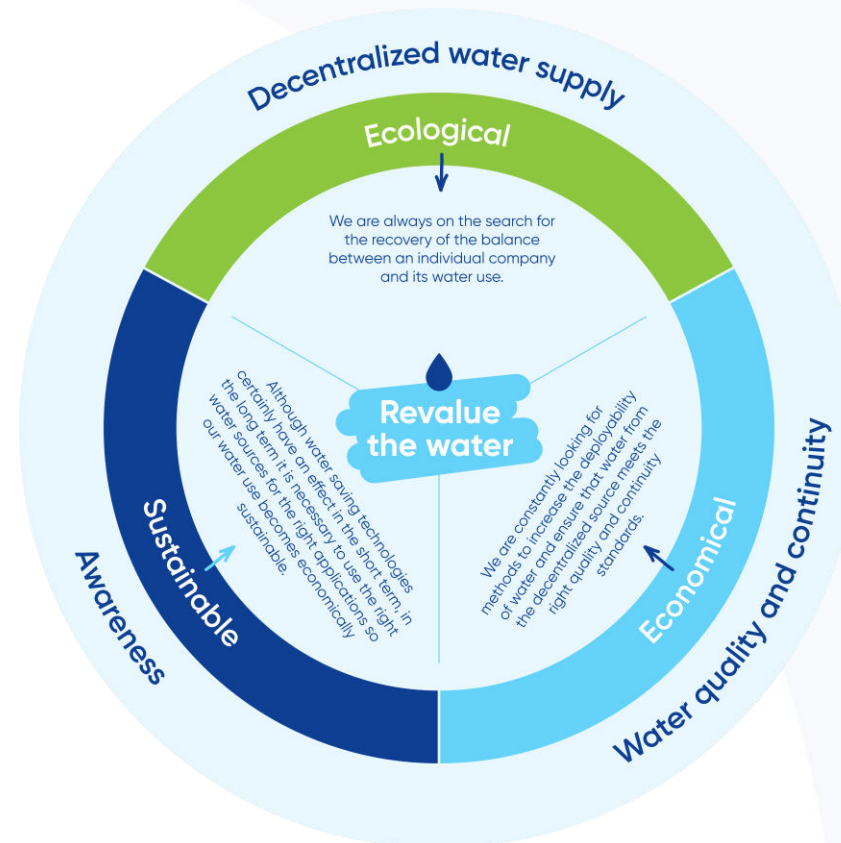 Decentralized water supply
Ecological
We are always on the search for
the recovery of the balance
between an individual company
and its water use.
Revalue
the water
Although water saving technologies
certainly have an effect in the short term, in
the long term it is necessary to use the right
water sources for the right applications so
our water use becomes economically
sustainable.
We are constantly looking for
methods to increase the deployability
of water and ensure that water from
the decentralized source meets the
right quality and continuity
standards.
Sustainable
Economical
Awareness
Water quality and continuity